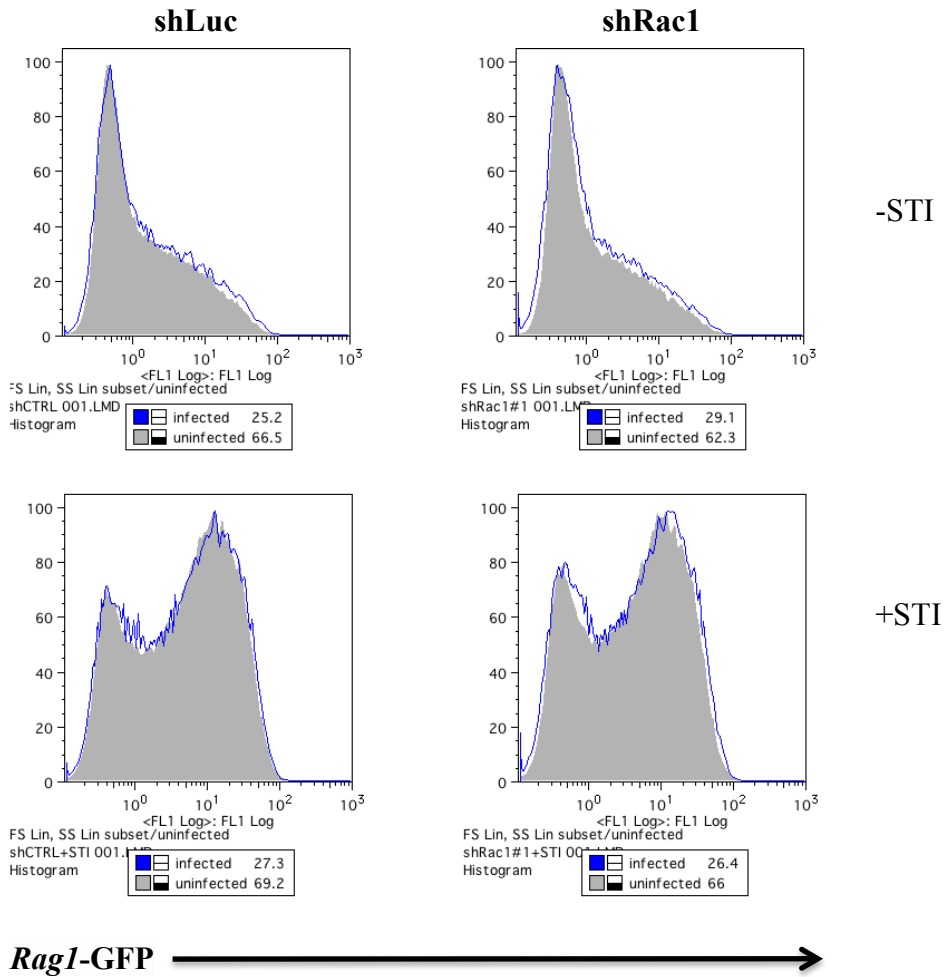 shLuc
shRac1
100
80
60
40
20
0
10^0 10^1 10^2 10^3
<FL1 Log>: FL1 Log
FS Lin, SS Lin subset/uninfected
shCTRL 001.LMD
Histogram
infected 25.2
uninfected 66.5
100
80
60
40
20
0
10^0 10^1 10^2 10^3
<FL1 Log>: FL1 Log
FS Lin, SS Lin subset/uninfected
shRac1#1 001.LMD
Histogram
infected 29.1
uninfected 62.3
-STI
100
80
60
40
20
0
10^0 10^1 10^2 10^3
<FL1 Log>: FL1 Log
FS Lin, SS Lin subset/uninfected
shCTRL+STI 001.LMD
Histogram
infected 27.3
uninfected 69.2
100
80
60
40
20
0
10^0 10^1 10^2 10^3
<FL1 Log>: FL1 Log
FS Lin, SS Lin subset/uninfected
shRac1#1+STI 001.LMD
Histogram
infected 26.4
uninfected 66
+STI
Rag1-GFP